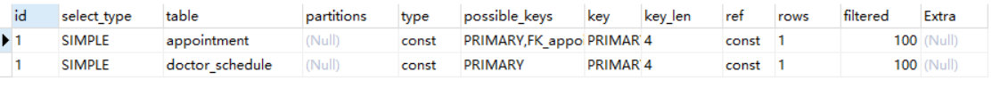 id select_type table partitions type possible_keys key key_len ref rows filtered Extra
1 SIMPLE appointment (Null) const PRIMARY,FK_appo PRIMAR 4 const 1 100 (Null)
1 SIMPLE doctor_schedule (Null) const PRIMARY PRIMAR 4 const 1 100 (Null)